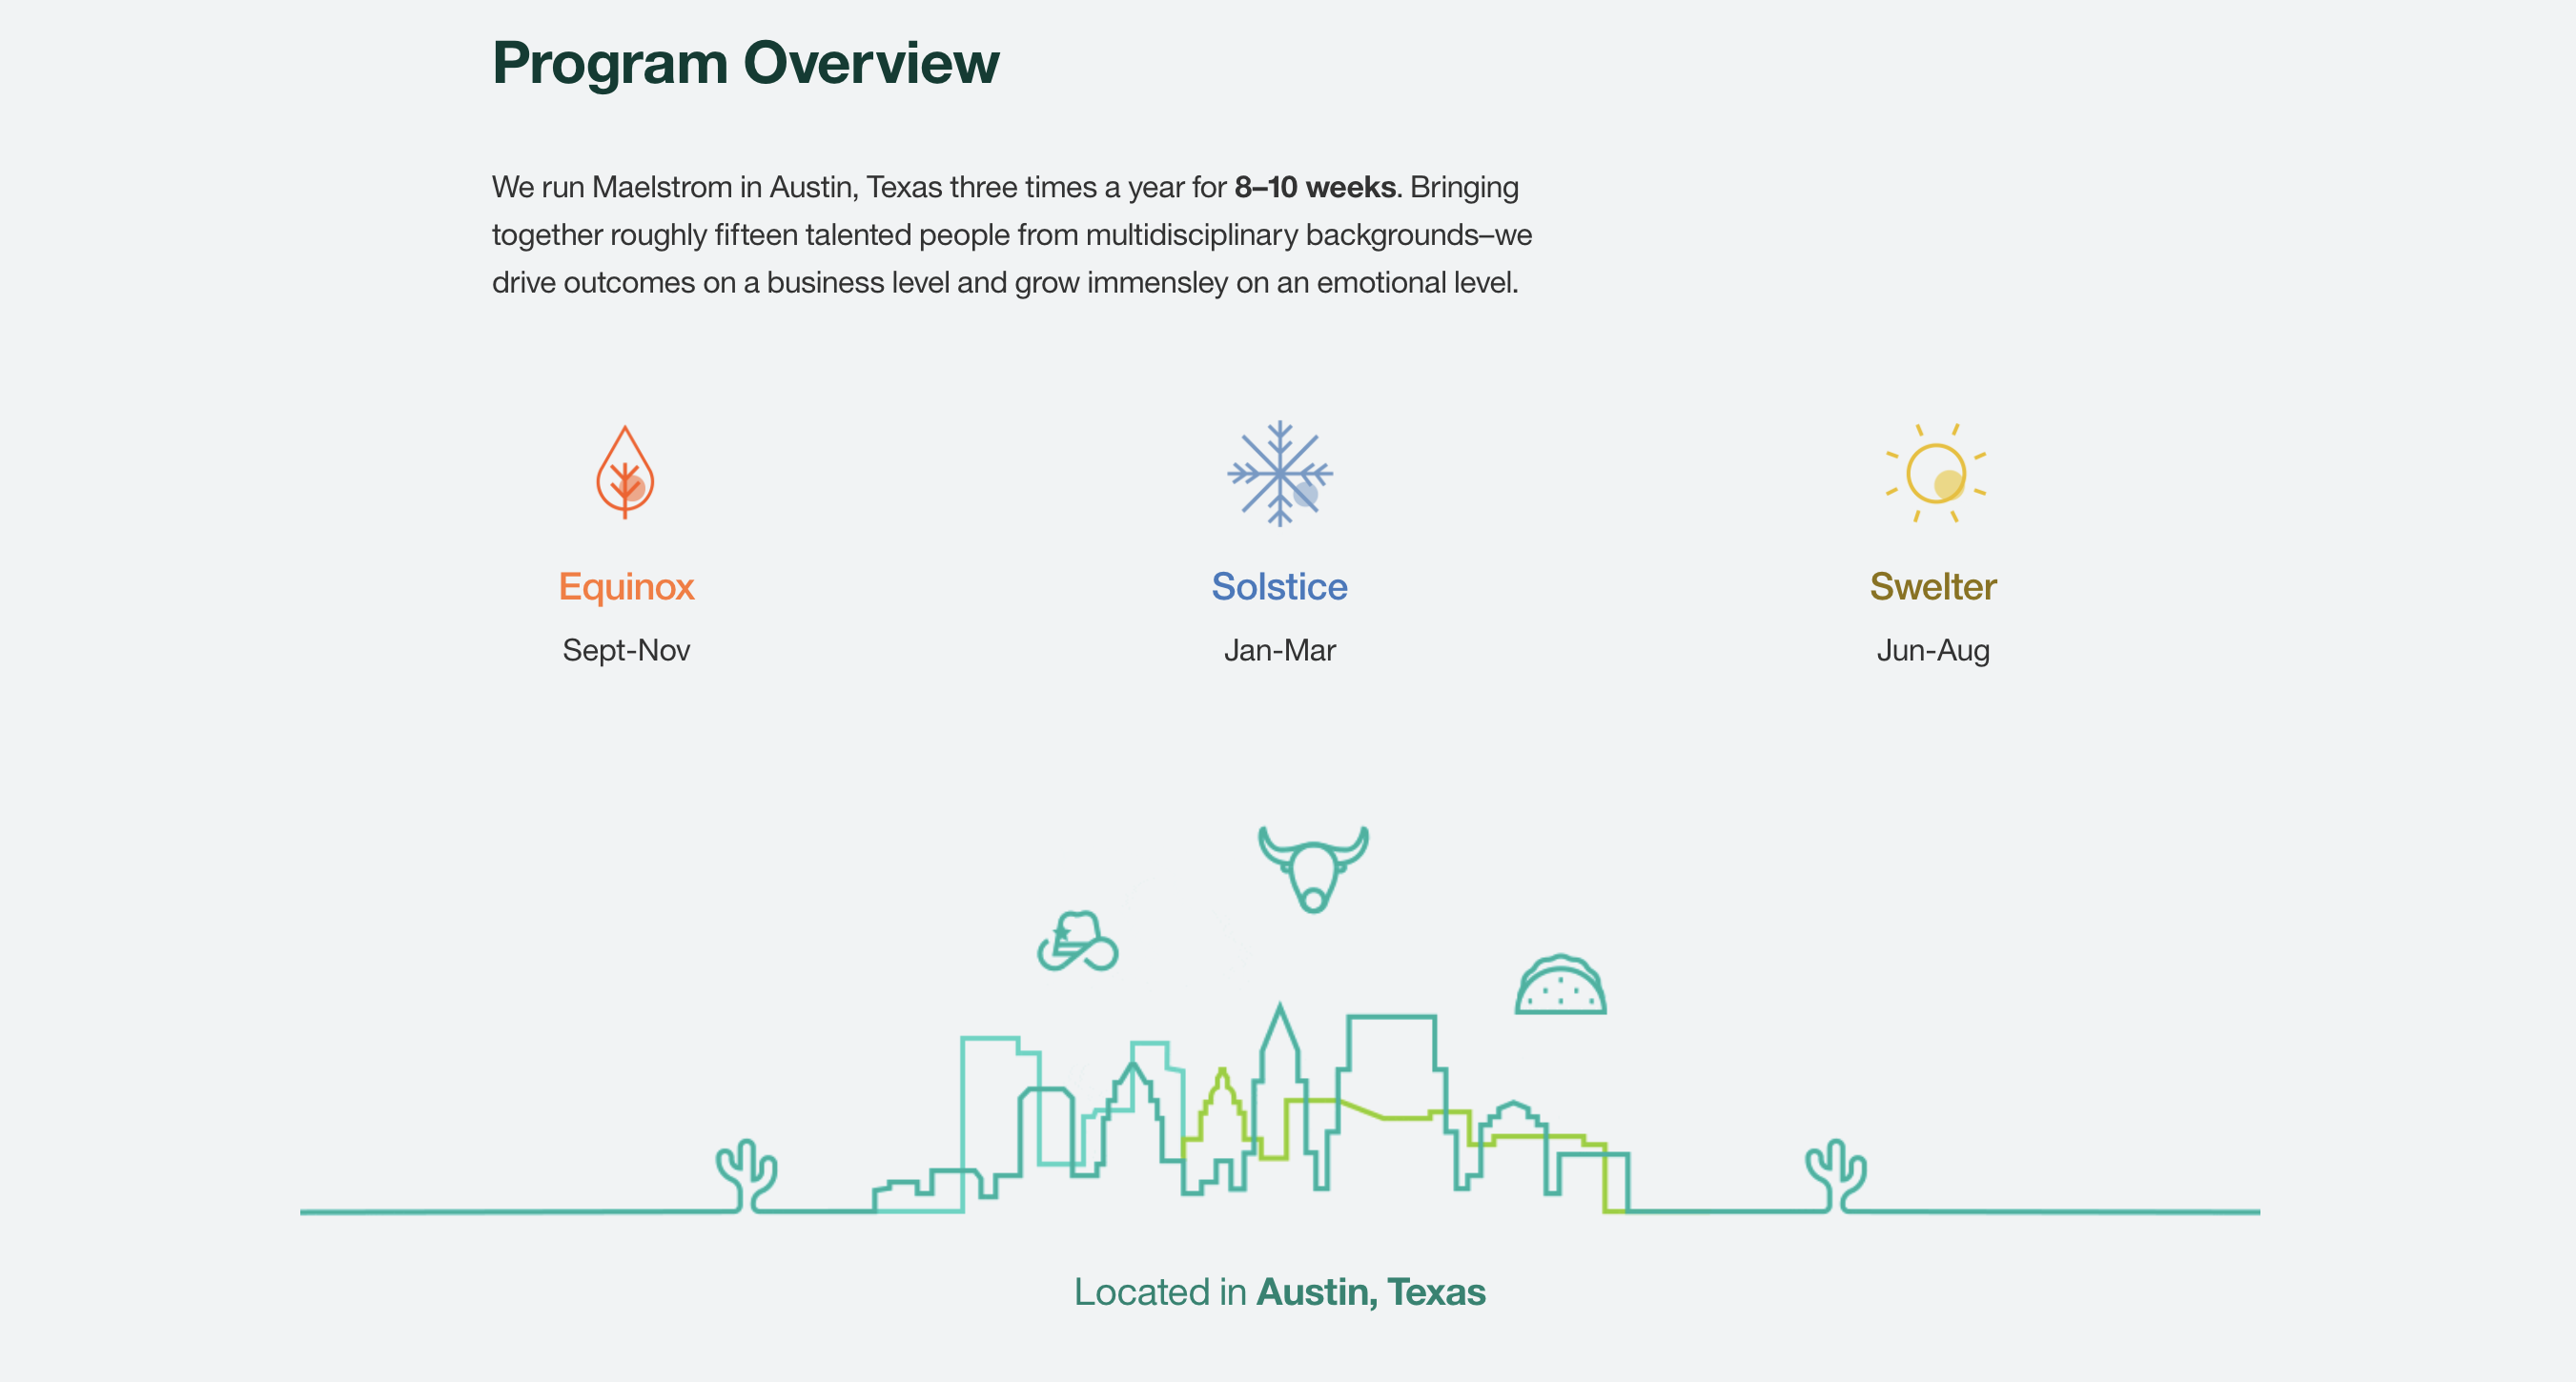 Program Overview
We run Maelstrom in Austin, Texas three times a year for 8–10 weeks. Bringing
together roughly fifteen talented people from multidisciplinary backgrounds–we
drive outcomes on a business level and grow immensley on an emotional level.
Equinox
Sept-Nov
Solstice
Jan-Mar
Swelter
Jun-Aug
Located in Austin, Texas